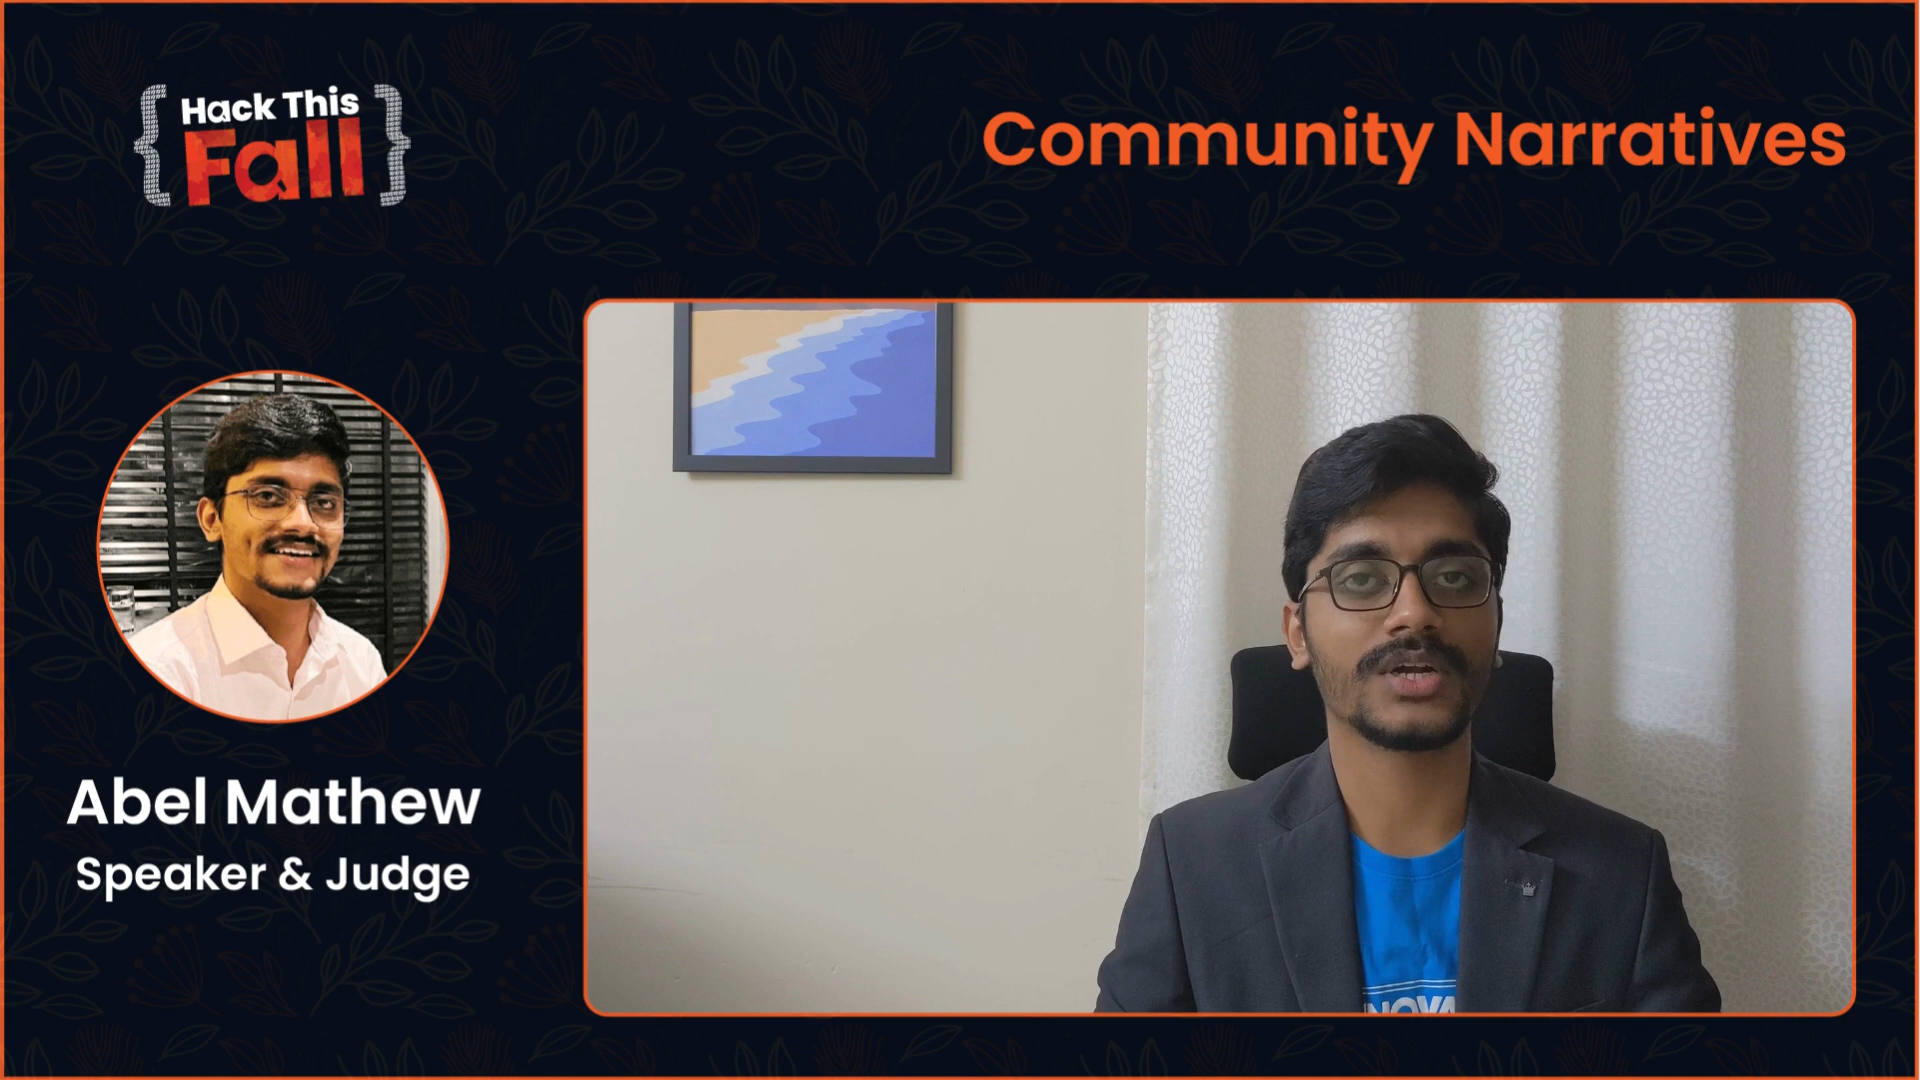 Hack This
Fall
Community Narratives
Abel Mathew
Speaker & Judge